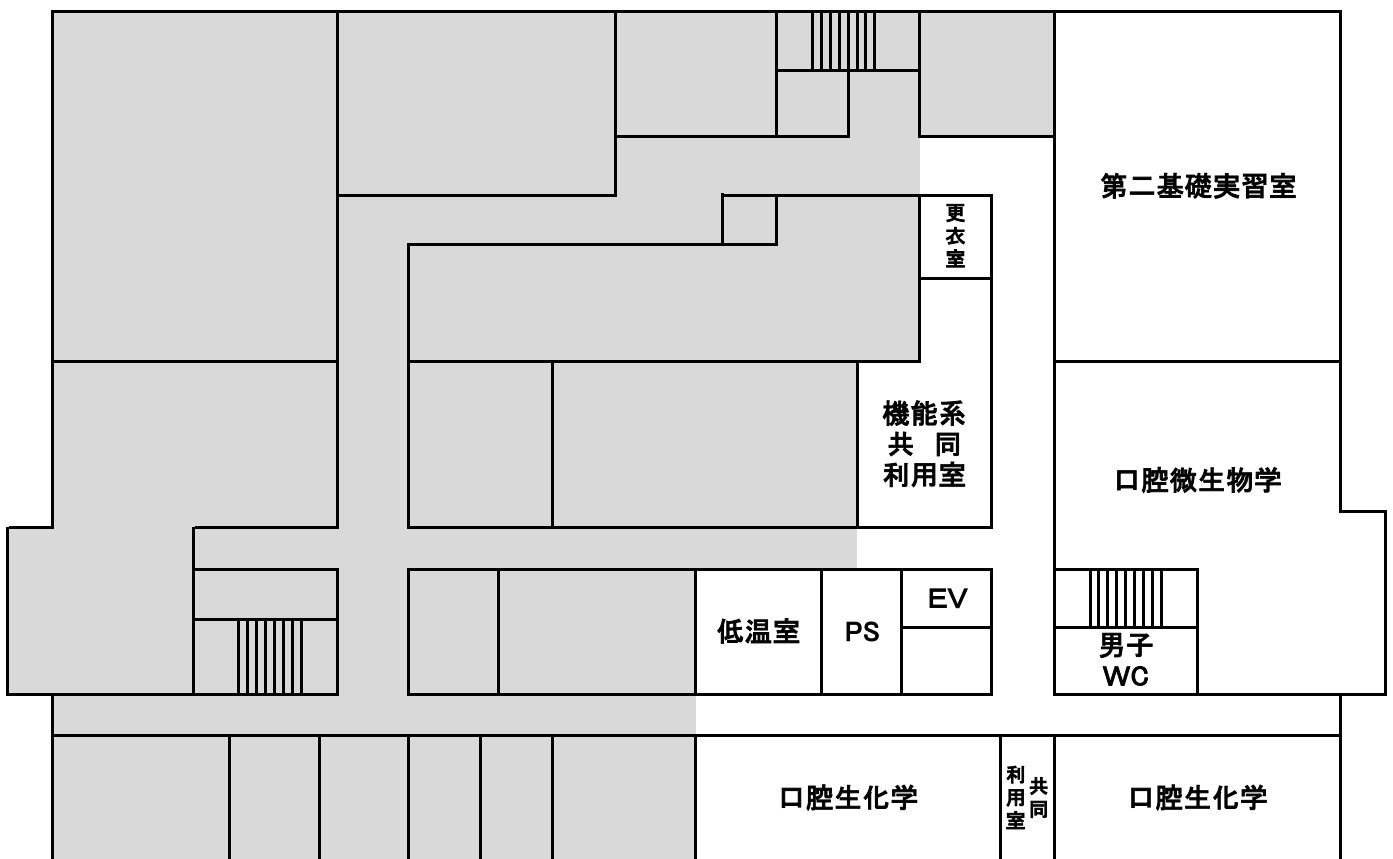 第二基礎実習室
更衣室
機能系
共 同
利用室
口腔微生物学
EV
低温室
PS
男子
WC
口腔生化学
共同
利用室
口腔生化学